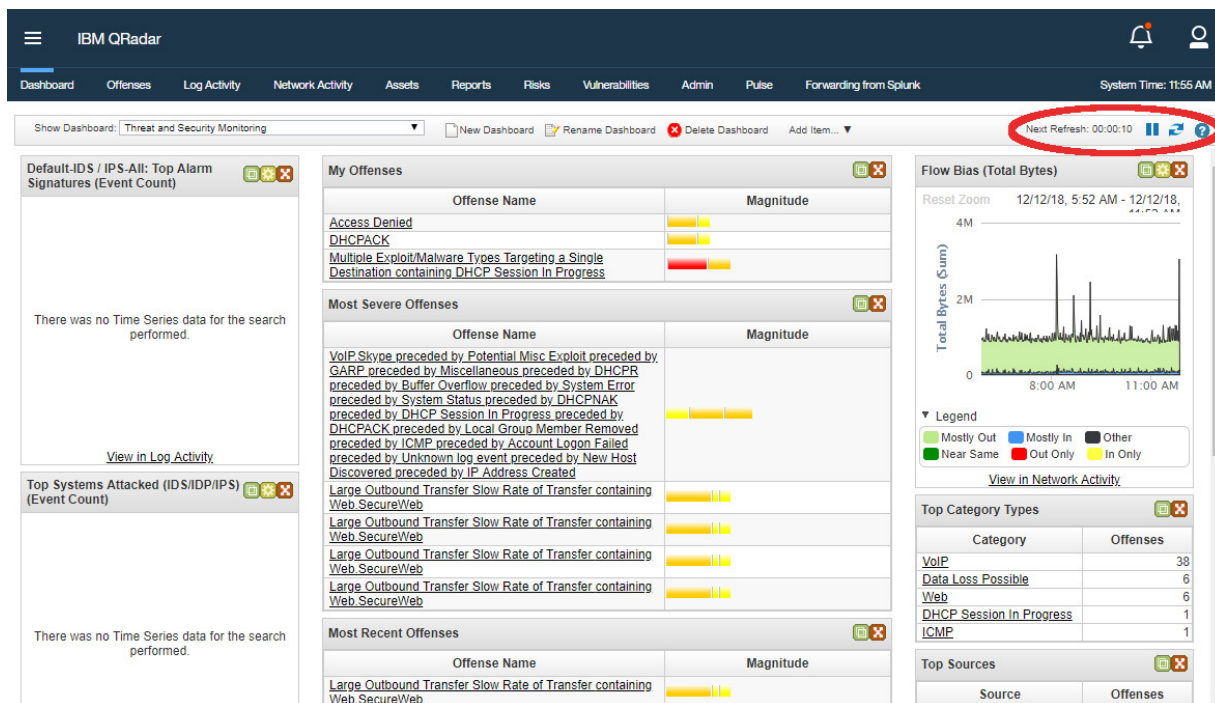 IBM QRadar
Dashboard Offenses Log Activity Network Activity Assets Reports Risks Vulnerabilities Admin Pulse Forwarding from Splunk System Time: 11:55 AM
Show Dashboard: Threat and Security Monitoring New Dashboard Rename Dashboard Delete Dashboard Add Item... Next Refresh: 00:00:10
Default-IDS / IPS-All: Top Alarm
Signatures (Event Count)
There was no Time Series data for the search
performed.
View in Log Activity
Top Systems Attacked (IDS/IDP/IPS)
(Event Count)
There was no Time Series data for the search
performed.
My Offenses
Offense Name Magnitude
Access Denied
DHCPACK
Multiple Exploit/Malware Types Targeting a Single
Destination containing DHCP Session In Progress
Most Severe Offenses
Offense Name Magnitude
VoIP.Skype preceded by Potential Misc Exploit preceded by
GARP preceded by Miscellaneous preceded by DHCPR
preceded by Buffer Overflow preceded by System Error
preceded by System Status preceded by DHCPNAK
preceded by DHCP Session In Progress preceded by
DHCPACK preceded by Local Group Member Removed
preceded by ICMP preceded by Account Logon Failed
preceded by Unknown log event preceded by New Host
Discovered preceded by IP Address Created
Large Outbound Transfer Slow Rate of Transfer containing
Web.SecureWeb
Large Outbound Transfer Slow Rate of Transfer containing
Web.SecureWeb
Large Outbound Transfer Slow Rate of Transfer containing
Web.SecureWeb
Large Outbound Transfer Slow Rate of Transfer containing
Web.SecureWeb
Most Recent Offenses
Offense Name Magnitude
Large Outbound Transfer Slow Rate of Transfer containing
Web.SecureWeb
Flow Bias (Total Bytes)
Reset Zoom 12/12/18, 5:52 AM - 12/12/18,
Total Bytes (Sum)
4M
2M
0
8:00 AM 11:00 AM
Legend
Mostly Out Mostly In Other
Near Same Out Only In Only
View in Network Activity
Top Category Types
Category Offenses
VoIP 38
Data Loss Possible 6
Web 6
DHCP Session In Progress 1
ICMP 1
Top Sources
Source Offenses